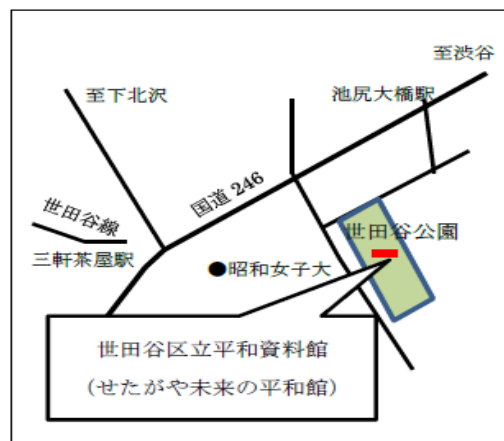 至渋谷
至下北沢
池尻大橋駅
国道 246
世田谷線
世田谷公園
三軒茶屋駅
●昭和女子大
世田谷区立平和資料館
（せたがや未来の平和館）